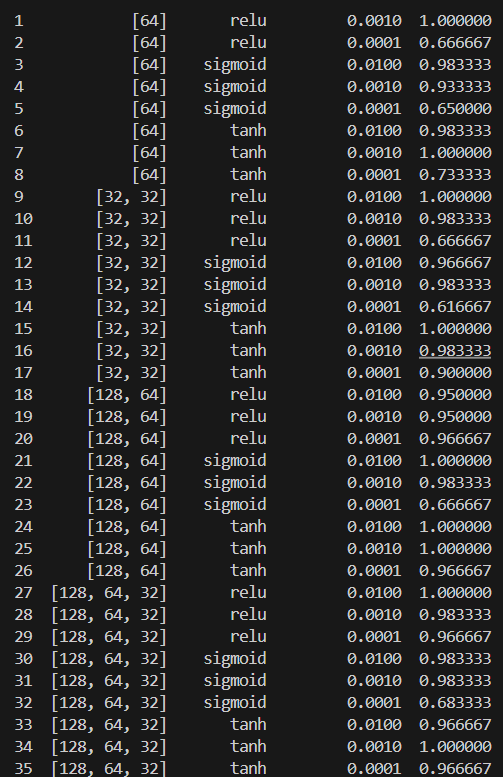 1 [64] relu 0.0010 1.000000
2 [64] relu 0.0001 0.666667
3 [64] sigmoid 0.0100 0.983333
4 [64] sigmoid 0.0010 0.933333
5 [64] sigmoid 0.0001 0.650000
6 [64] tanh 0.0100 0.983333
7 [64] tanh 0.0010 1.000000
8 [64] tanh 0.0001 0.733333
9 [32, 32] relu 0.0100 1.000000
10 [32, 32] relu 0.0010 0.983333
11 [32, 32] relu 0.0001 0.666667
12 [32, 32] sigmoid 0.0100 0.966667
13 [32, 32] sigmoid 0.0010 0.983333
14 [32, 32] sigmoid 0.0001 0.616667
15 [32, 32] tanh 0.0100 1.000000
16 [32, 32] tanh 0.0010 0.983333
17 [32, 32] tanh 0.0001 0.900000
18 [128, 64] relu 0.0100 0.950000
19 [128, 64] relu 0.0010 0.950000
20 [128, 64] relu 0.0001 0.966667
21 [128, 64] sigmoid 0.0100 1.000000
22 [128, 64] sigmoid 0.0010 0.983333
23 [128, 64] sigmoid 0.0001 0.666667
24 [128, 64] tanh 0.0100 1.000000
25 [128, 64] tanh 0.0010 1.000000
26 [128, 64] tanh 0.0001 0.966667
27 [128, 64, 32] relu 0.0100 1.000000
28 [128, 64, 32] relu 0.0010 0.983333
29 [128, 64, 32] relu 0.0001 0.966667
30 [128, 64, 32] sigmoid 0.0100 0.983333
31 [128, 64, 32] sigmoid 0.0010 0.983333
32 [128, 64, 32] sigmoid 0.0001 0.683333
33 [128, 64, 32] tanh 0.0100 0.966667
34 [128, 64, 32] tanh 0.0010 1.000000
35 [128, 64, 32] tanh 0.0001 0.966667